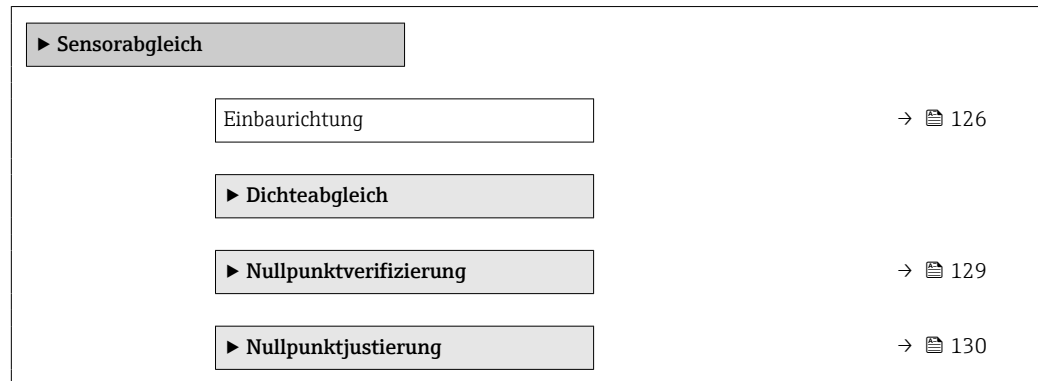 ▶ Sensorabgleich
Einbaurichtung → 126
▶ Dichteabgleich
▶ Nullpunktverifizierung → 129
▶ Nullpunktjustierung → 130